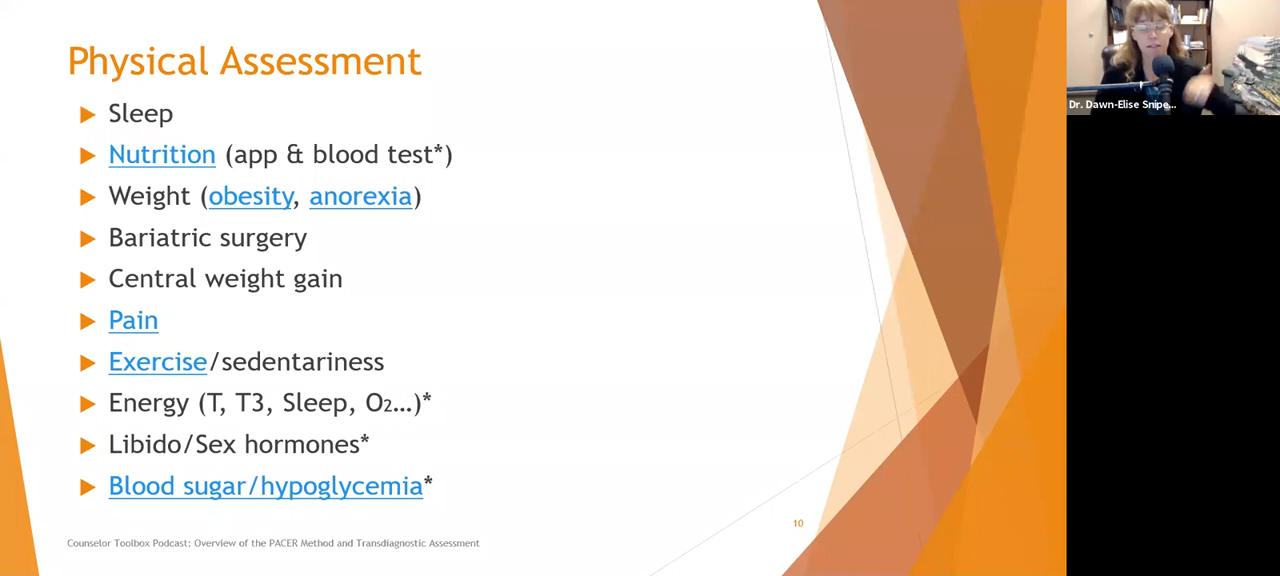 Physical Assessment
Sleep
Nutrition (app & blood test*)
Weight (obesity, anorexia)
Bariatric surgery
Central weight gain
Pain
Exercise/sedentariness
Energy (T, T3, Sleep, O₂…)*
Libido/Sex hormones*
Blood sugar/hypoglycemia*
10
Counselor Toolbox Podcast: Overview of the PACER Method and Transdiagnostic Assessment
Dr. Dawn-Elise Snipe...